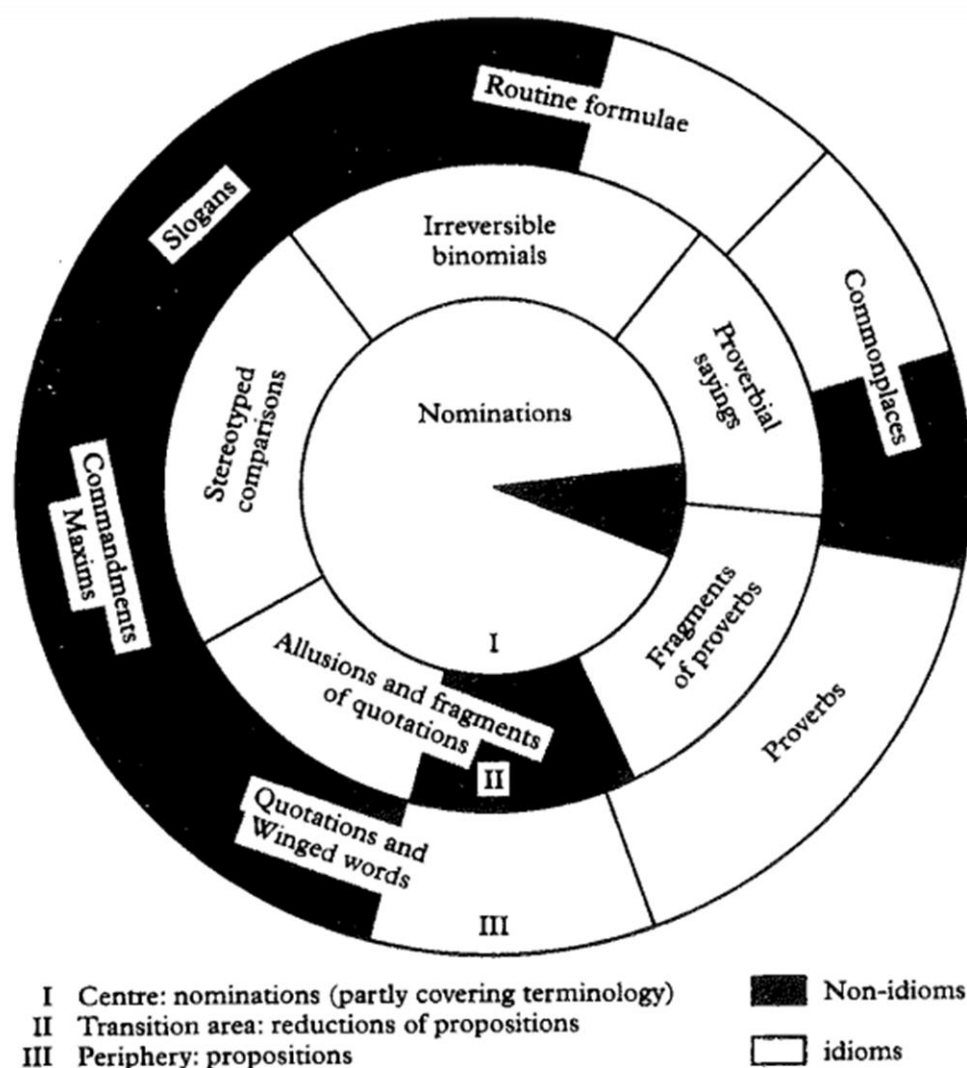 Routine formulae
Slogans
Irreversible
binomials
Commonplaces
Proverbial
sayings
Stereotyped
comparisons
Nominations
Commandments
Maxims
Fragments
of proverbs
I
Allusions and fragments
of quotations
II
Proverbs
Quotations and
Winged words
III
I Centre: nominations (partly covering terminology)
II Transition area: reductions of propositions
III Periphery: propositions
Non-idioms
idioms